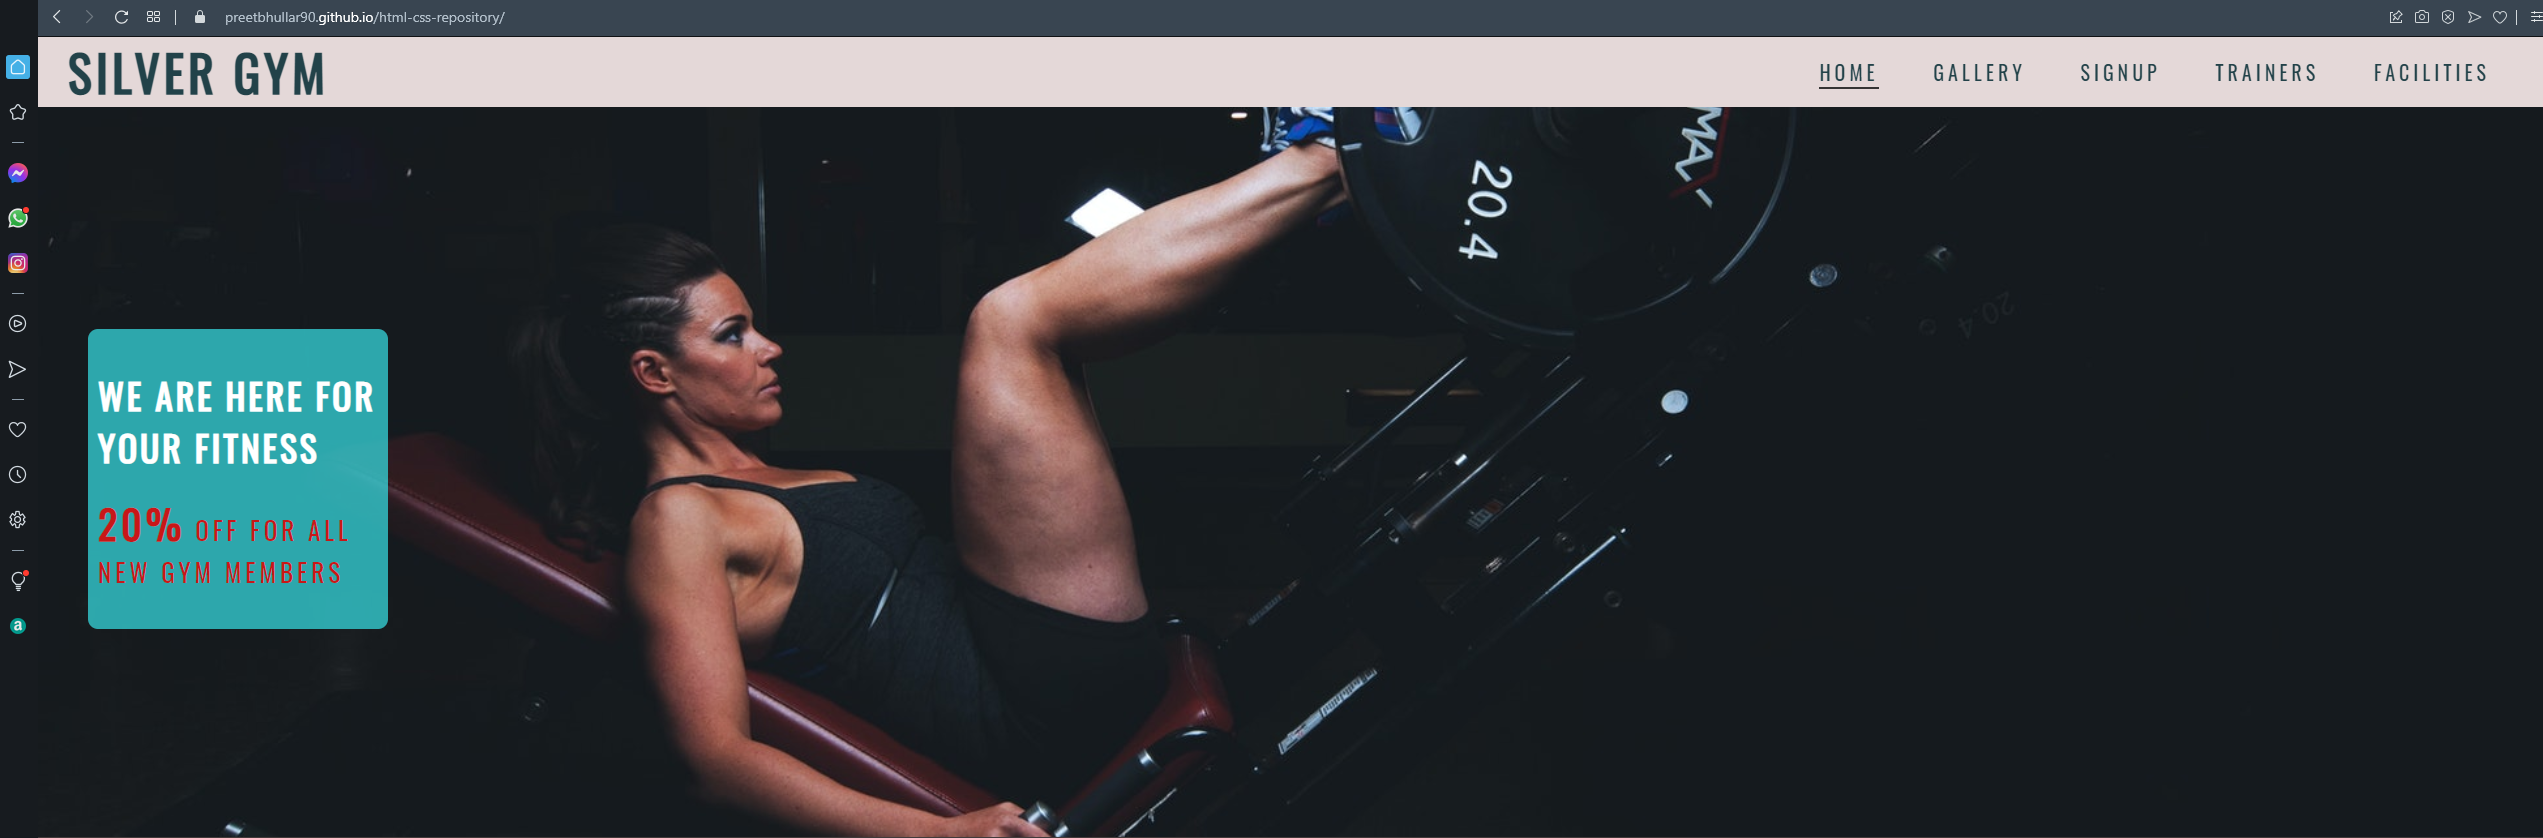 preetbhullar90.github.io/html-css-repository/
SILVER GYM
HOME GALLERY SIGNUP TRAINERS FACILITIES
20.4
20.4
WE ARE HERE FOR
YOUR FITNESS
20% OFF FOR ALL
NEW GYM MEMBERS